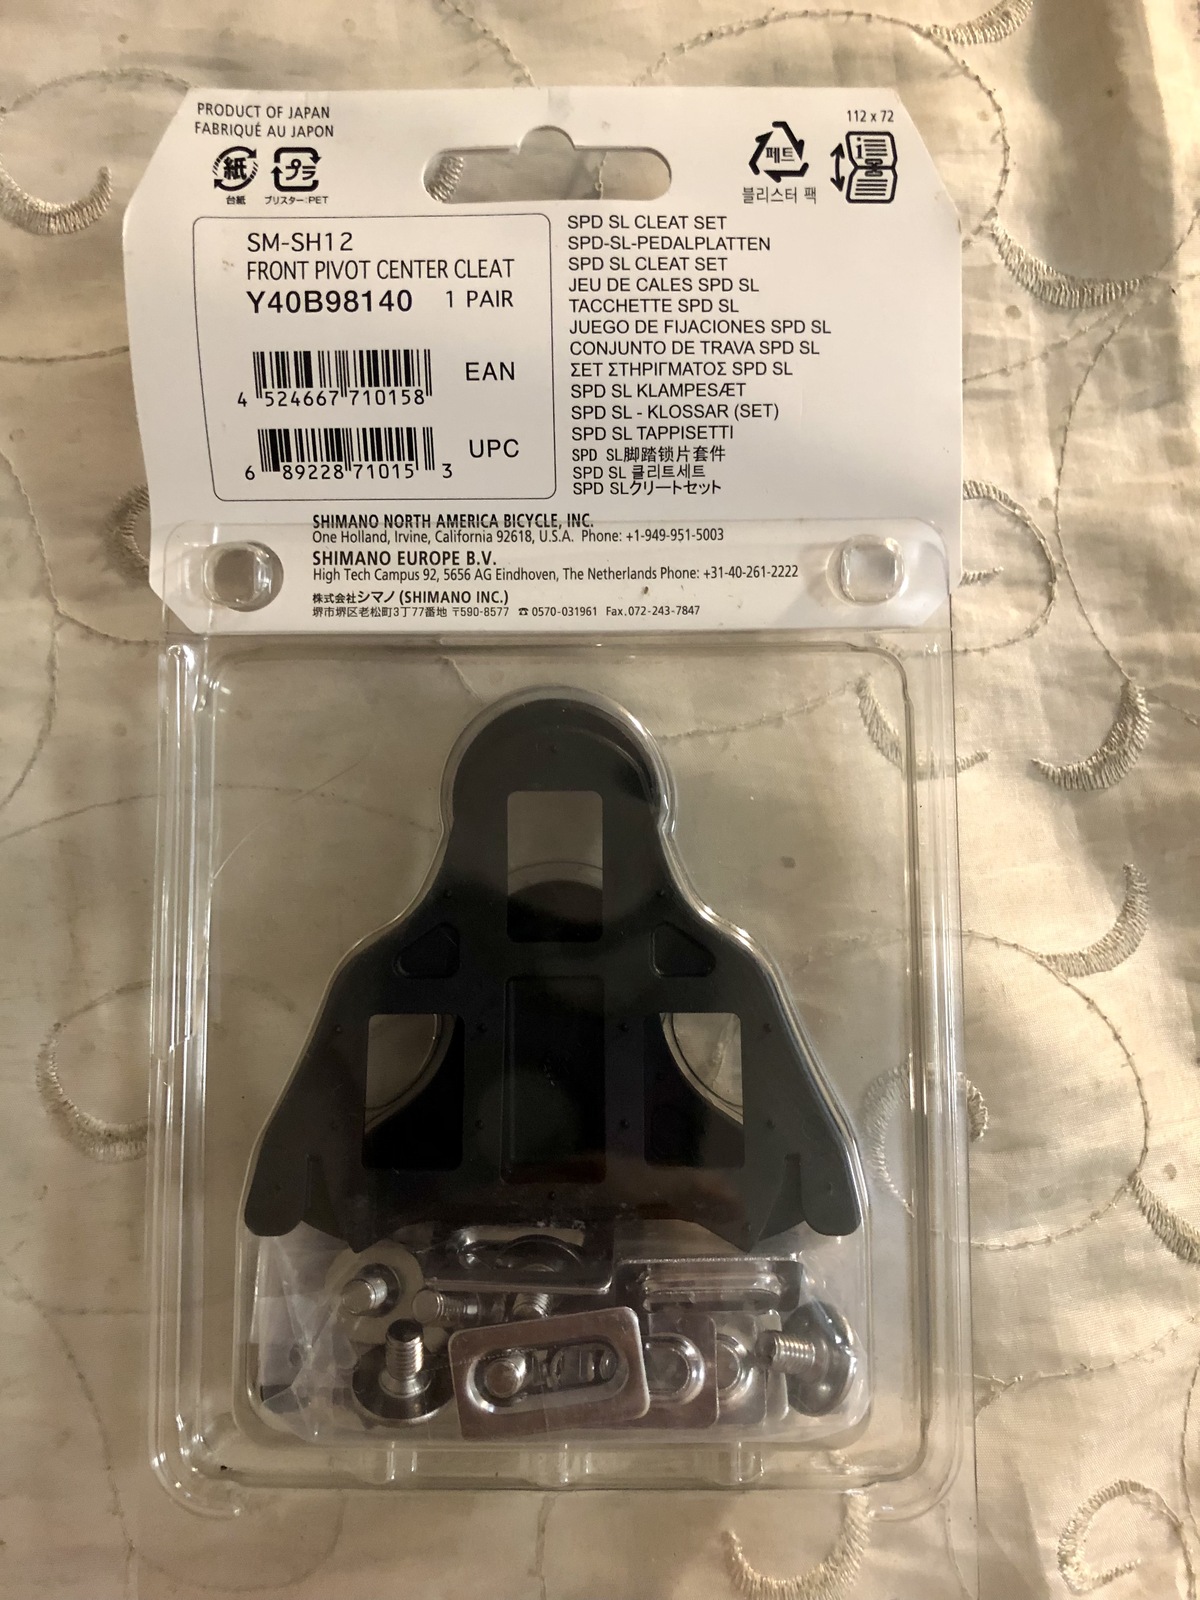 PRODUCT OF JAPAN
FABRIQUÉ AU JAPON
紙
台紙
プラ
ブリスター:PET
페트
블리스터 팩
112 x 72
i
SM-SH12
FRONT PIVOT CENTER CLEAT
Y40B98140 1 PAIR
EAN
4 524667 710158
UPC
6 89228 71015 3
SPD SL CLEAT SET
SPD-SL-PEDALPLATTEN
SPD SL CLEAT SET
JEU DE CALES SPD SL
TACCHETTE SPD SL
JUEGO DE FIJACIONES SPD SL
CONJUNTO DE TRAVA SPD SL
ΣΕΤ ΣΤΗΡΙΓΜΑΤΟΣ SPD SL
SPD SL KLAMPESÆT
SPD SL - KLOSSAR (SET)
SPD SL TAPPISETTI
SPD SL脚踏锁片套件
SPD SL 클리트세트
SPD SLクリートセット
SHIMANO NORTH AMERICA BICYCLE, INC.
One Holland, Irvine, California 92618, U.S.A. Phone: +1-949-951-5003
SHIMANO EUROPE B.V.
High Tech Campus 92, 5656 AG Eindhoven, The Netherlands Phone: +31-40-261-2222
株式会社シマノ (SHIMANO INC.)
堺市堺区老松町3丁77番地 〒590-8577 ☎0570-031961 Fax.072-243-7847